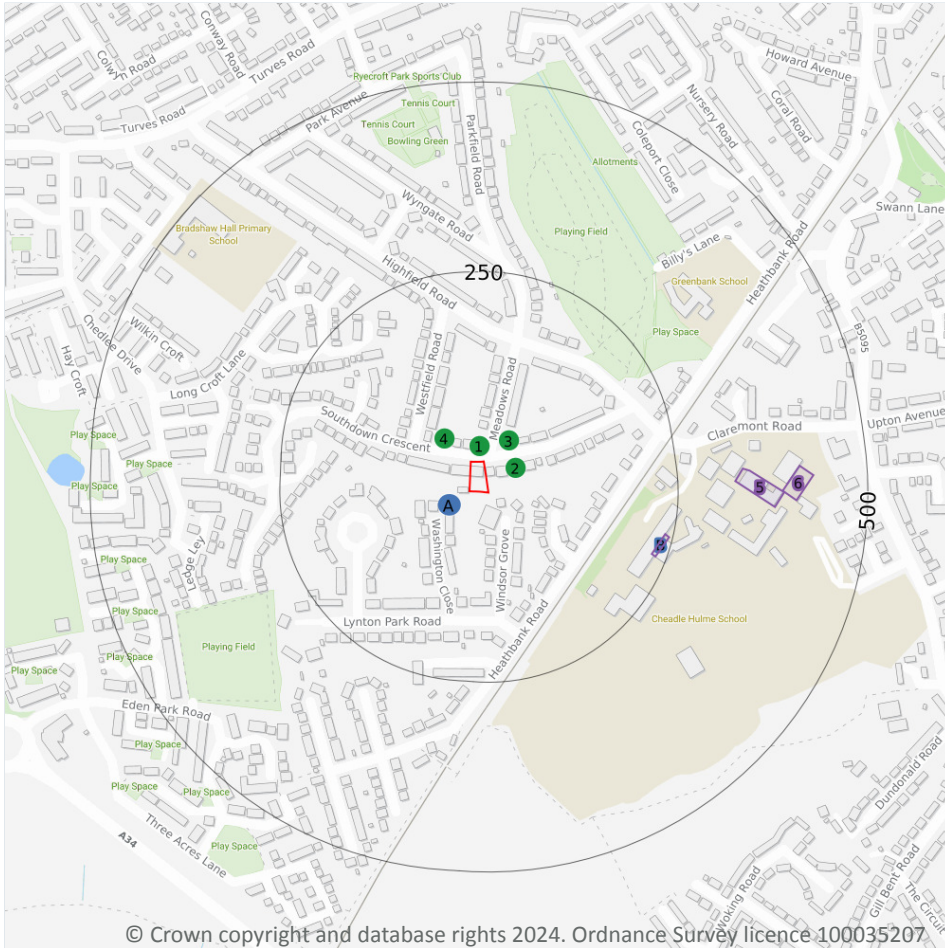 Colwyn Road
Conway Road
Turves Road
Howard Avenue
Ryecroft Park Sports Club
Tennis Court
Park Avenue
Turves Road
Tennis Court
Bowling Green
Parkfield Road
Nursery Road
Coral Road
Coleport Close
Allotments
Swann Lane
Bradshaw Hall Primary
School
Wyngate Road
Playing Field
Highfield Road
250
Billy's Lane
Heathbank Road
Greenbank School
Chedlee Drive
Wilkin Croft
Hay Croft
Long Croft Lane
Play Space
B5095
Westfield Road
Meadows Road
Southdown Crescent
Upton Avenue
Claremont Road
Play Space
4
1
3
2
Play Space
Play Space
5
6
A
500
Washington Close
Windsor Grove
Ledge Ley
Play Space
Play Space
Lynton Park Road
Cheadle Hulme School
Playing Field
Heathbank Road
Play Space
Play Space
Eden Park Road
Play Space
Play Space
Play Space
Dundonald Road
Three Acres Lane
A34
Play Space
Woking Road
Gill Bent Road
The Circuit
© Crown copyright and database rights 2024. Ordnance Survey licence 100035207